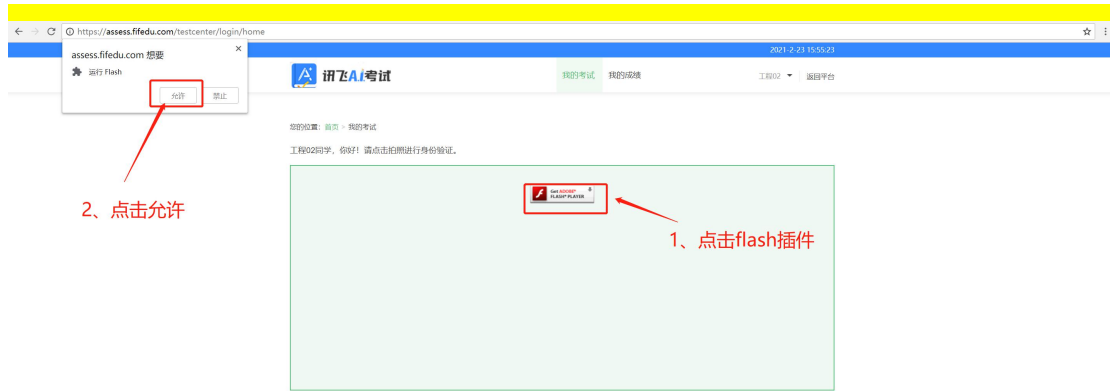 https://assess.fifedu.com/testcenter/login/home
2021-2-23 15:55:23
assess.fifedu.com 想要
×
运行 Flash
允许 禁止
讯飞Ai考试
我的考试 我的成绩 工程02 返回平台
您的位置: 首页 > 我的考试
工程02同学，你好！请点击拍照进行身份验证。
Get ADOBE®
FLASH® PLAYER
2、点击允许
1、点击flash插件